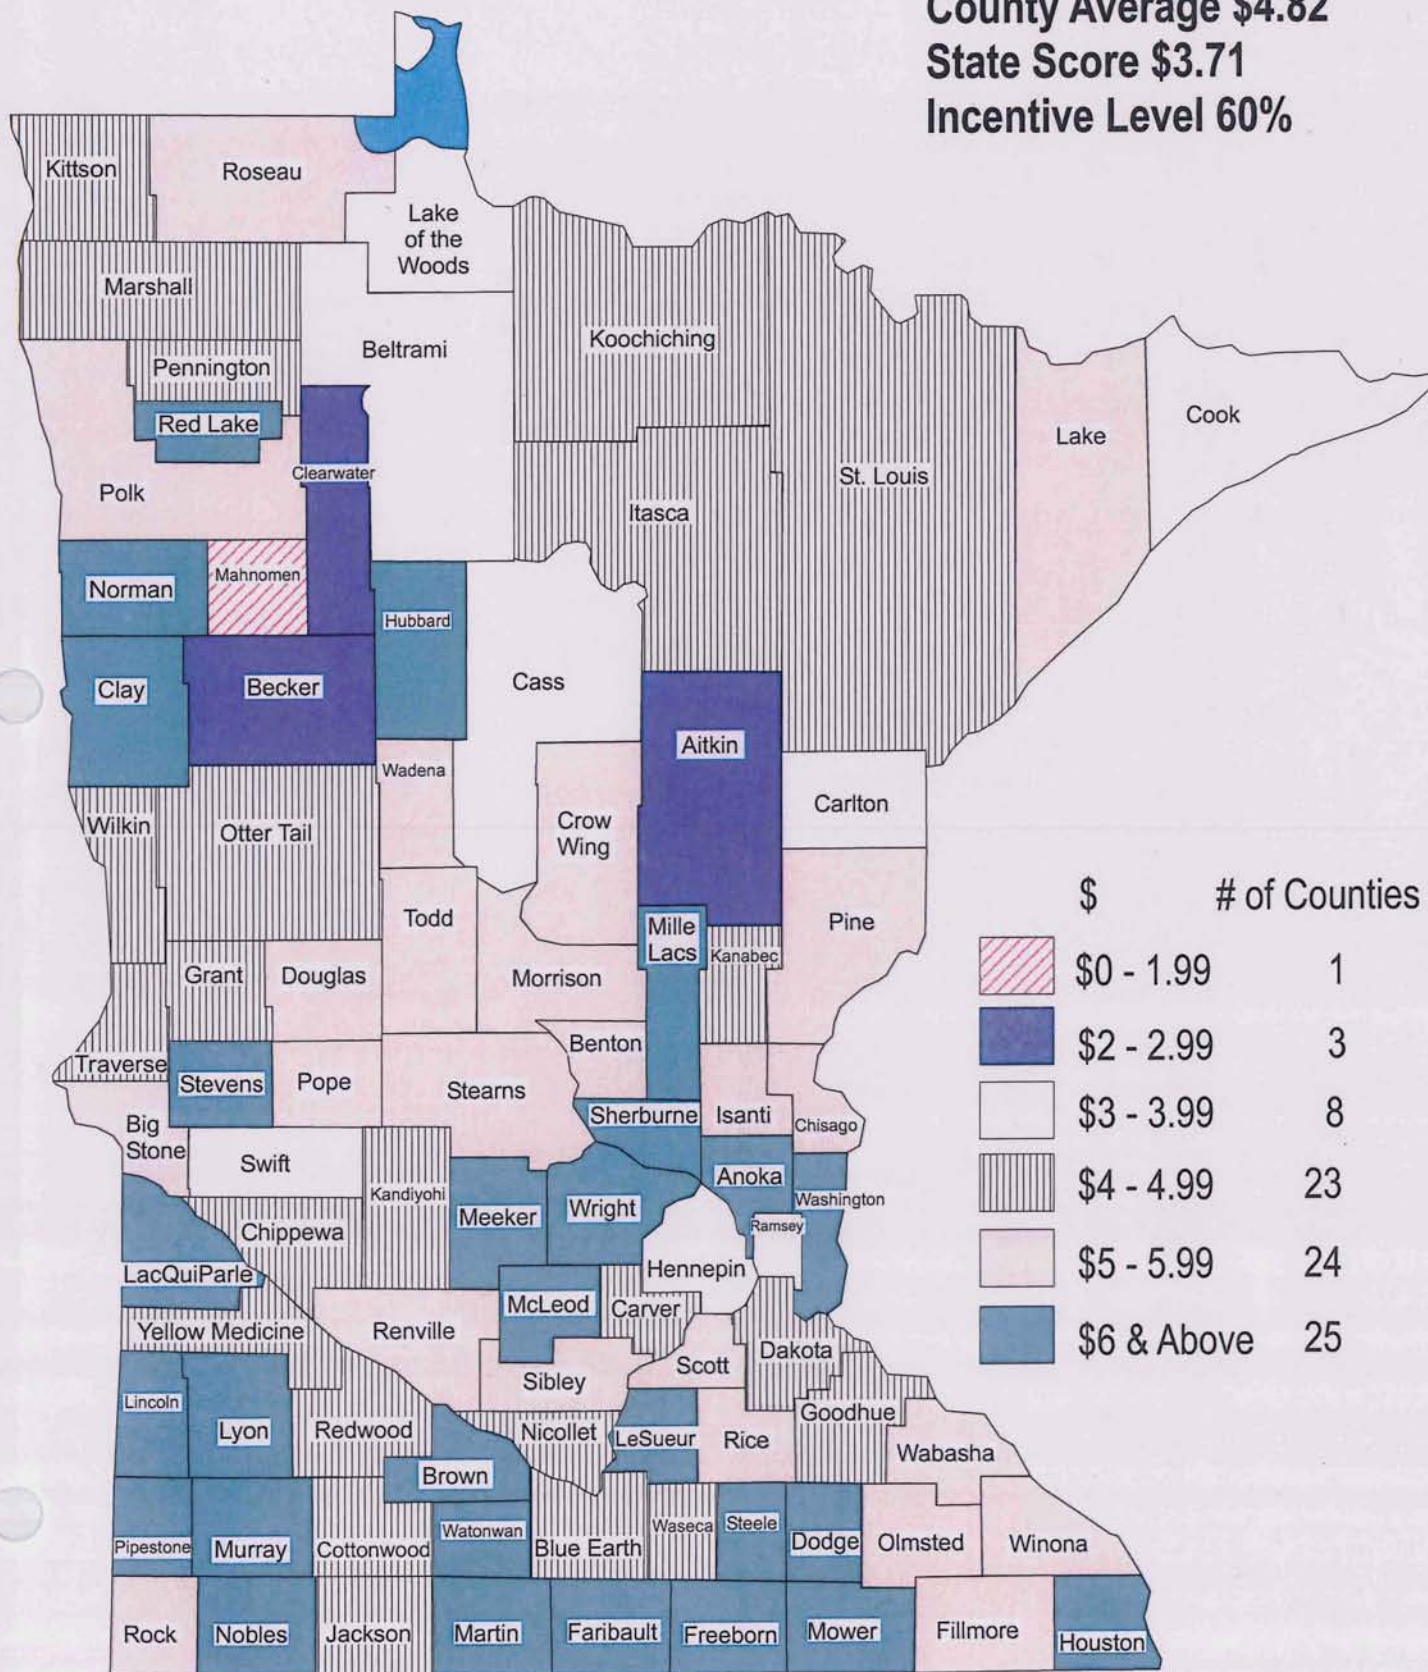 County Average $4.82
State Score $3.71
Incentive Level 60%
Kittson
Roseau
Lake
of the
Woods
Marshall
Beltrami
Koochiching
Pennington
Red Lake
Clearwater
Polk
Itasca
St. Louis
Lake
Cook
Norman
Mahnomen
Hubbard
Clay
Becker
Cass
Aitkin
Wadena
Carlton
Wilkin
Otter Tail
Crow
Wing
Todd
Mille
Lacs
Kanabec
Pine
Grant
Douglas
Morrison
Benton
Traverse
Stevens
Pope
Stearns
Sherburne
Isanti
Chisago
Big
Stone
Swift
Kandiyohi
Meeker
Wright
Anoka
Washington
Ramsey
Chippewa
LacQuiParle
Hennepin
McLeod
Carver
Yellow Medicine
Renville
Dakota
Scott
Sibley
Lincoln
Lyon
Redwood
Nicollet
LeSueur
Rice
Goodhue
Wabasha
Brown
Pipestone
Murray
Cottonwood
Watonwan
Blue Earth
Waseca
Steele
Dodge
Olmsted
Winona
Rock
Nobles
Jackson
Martin
Faribault
Freeborn
Mower
Fillmore
Houston
$ # of Counties
$0 - 1.99 1
$2 - 2.99 3
$3 - 3.99 8
$4 - 4.99 23
$5 - 5.99 24
$6 & Above 25